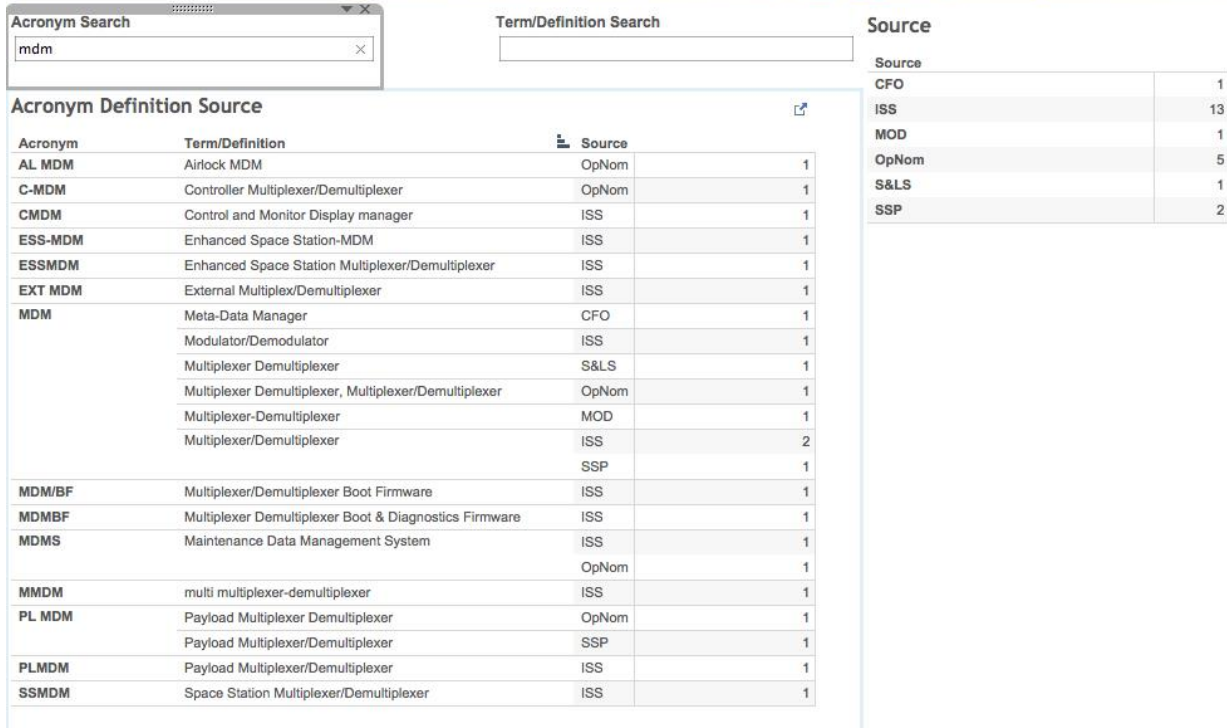 Acronym Search
mdm
Term/Definition Search
Acronym Definition Source
Acronym Term/Definition Source
AL MDM Airlock MDM OpNom 1
C-MDM Controller Multiplexer/Demultiplexer OpNom 1
CMDM Control and Monitor Display manager ISS 1
ESS-MDM Enhanced Space Station-MDM ISS 1
ESSMDM Enhanced Space Station Multiplexer/Demultiplexer ISS 1
EXT MDM External Multiplex/Demultiplexer ISS 1
MDM Meta-Data Manager CFO 1
Modulator/Demodulator ISS 1
Multiplexer Demultiplexer S&LS 1
Multiplexer Demultiplexer, Multiplexer/Demultiplexer OpNom 1
Multiplexer-Demultiplexer MOD 1
Multiplexer/Demultiplexer ISS 2
SSP 1
MDM/BF Multiplexer/Demultiplexer Boot Firmware ISS 1
MDMBF Multiplexer Demultiplexer Boot & Diagnostics Firmware ISS 1
MDMS Maintenance Data Management System ISS 1
OpNom 1
MMDM multi multiplexer-demultiplexer ISS 1
PL MDM Payload Multiplexer Demultiplexer OpNom 1
Payload Multiplexer/Demultiplexer SSP 1
PLMDM Payload Multiplexer/Demultiplexer ISS 1
SSMDM Space Station Multiplexer/Demultiplexer ISS 1
Source
Source
CFO 1
ISS 13
MOD 1
OpNom 5
S&LS 1
SSP 2